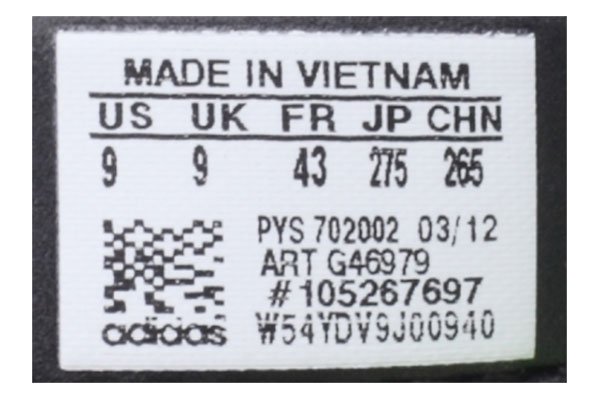 MADE IN VIETNAM
US UK FR JP CHN
9 9 43 275 265
PYS 702002 03/12
ART G46979
#105267697
adidas W54YDV9J00940